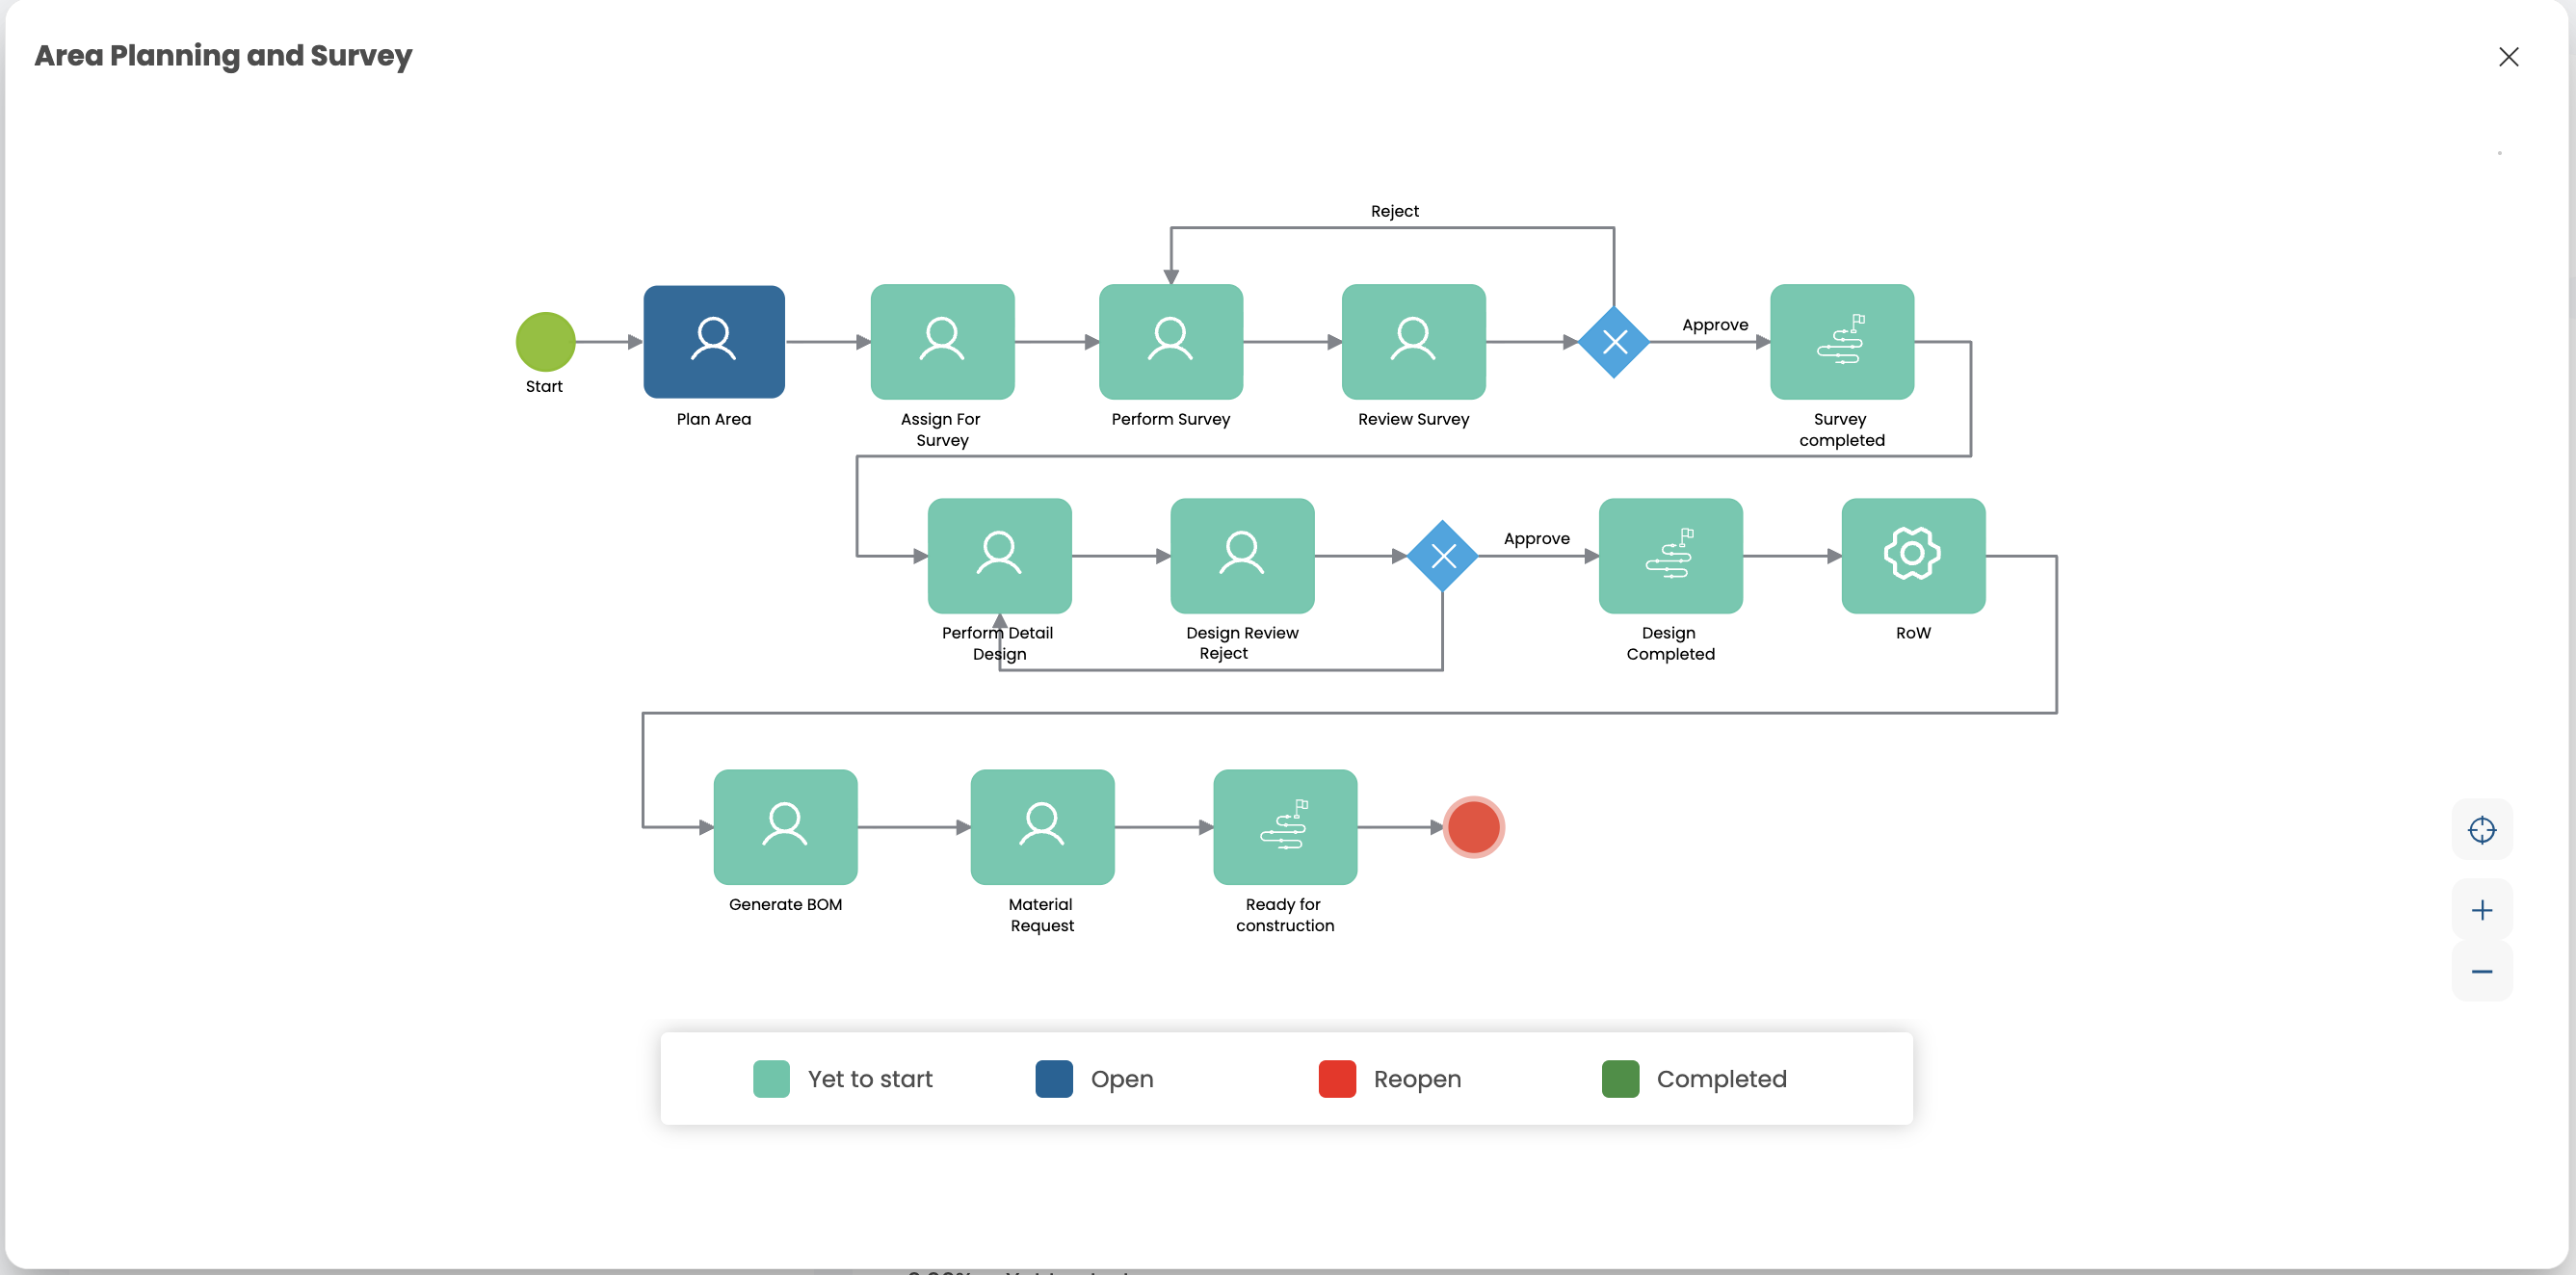 Area Planning and Survey
Reject
Approve
Start
Plan Area
Assign For
Survey
Perform Survey
Review Survey
Survey
completed
Approve
Perform Detail
Design
Design Review
Reject
Design
Completed
RoW
Generate BOM
Material
Request
Ready for
construction
Yet to start
Open
Reopen
Completed